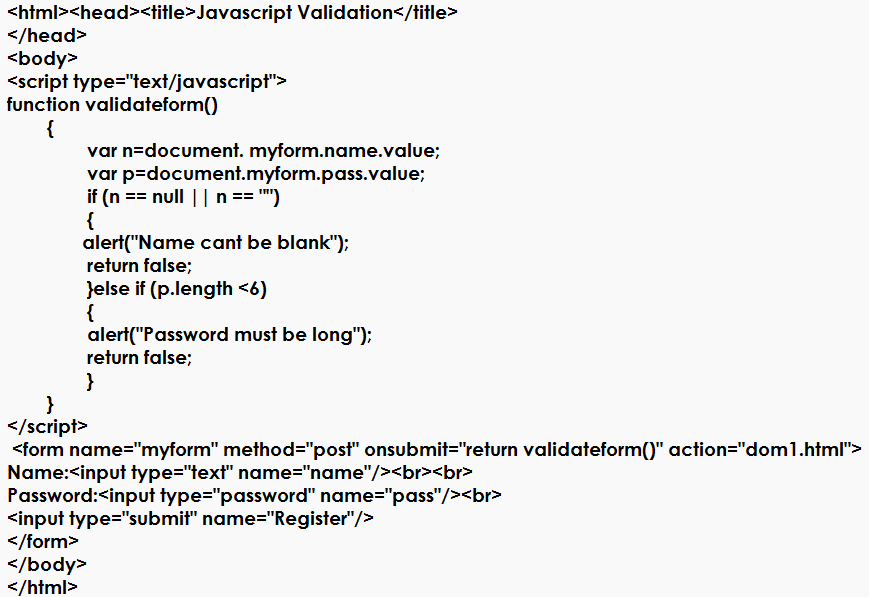 <html><head><title>Javascript Validation</title>
</head>
<body>
<script type="text/javascript">
function validateform()
{
var n=document. myform.name.value;
var p=document.myform.pass.value;
if (n == null || n == "")
{
alert("Name cant be blank");
return false;
}else if (p.length <6)
{
alert("Password must be long");
return false;
}
}
</script>
<form name="myform" method="post" onsubmit="return validateform()" action="dom1.html">
Name:<input type="text" name="name"/><br><br>
Password:<input type="password" name="pass"/><br>
<input type="submit" name="Register"/>
</form>
</body>
</html>